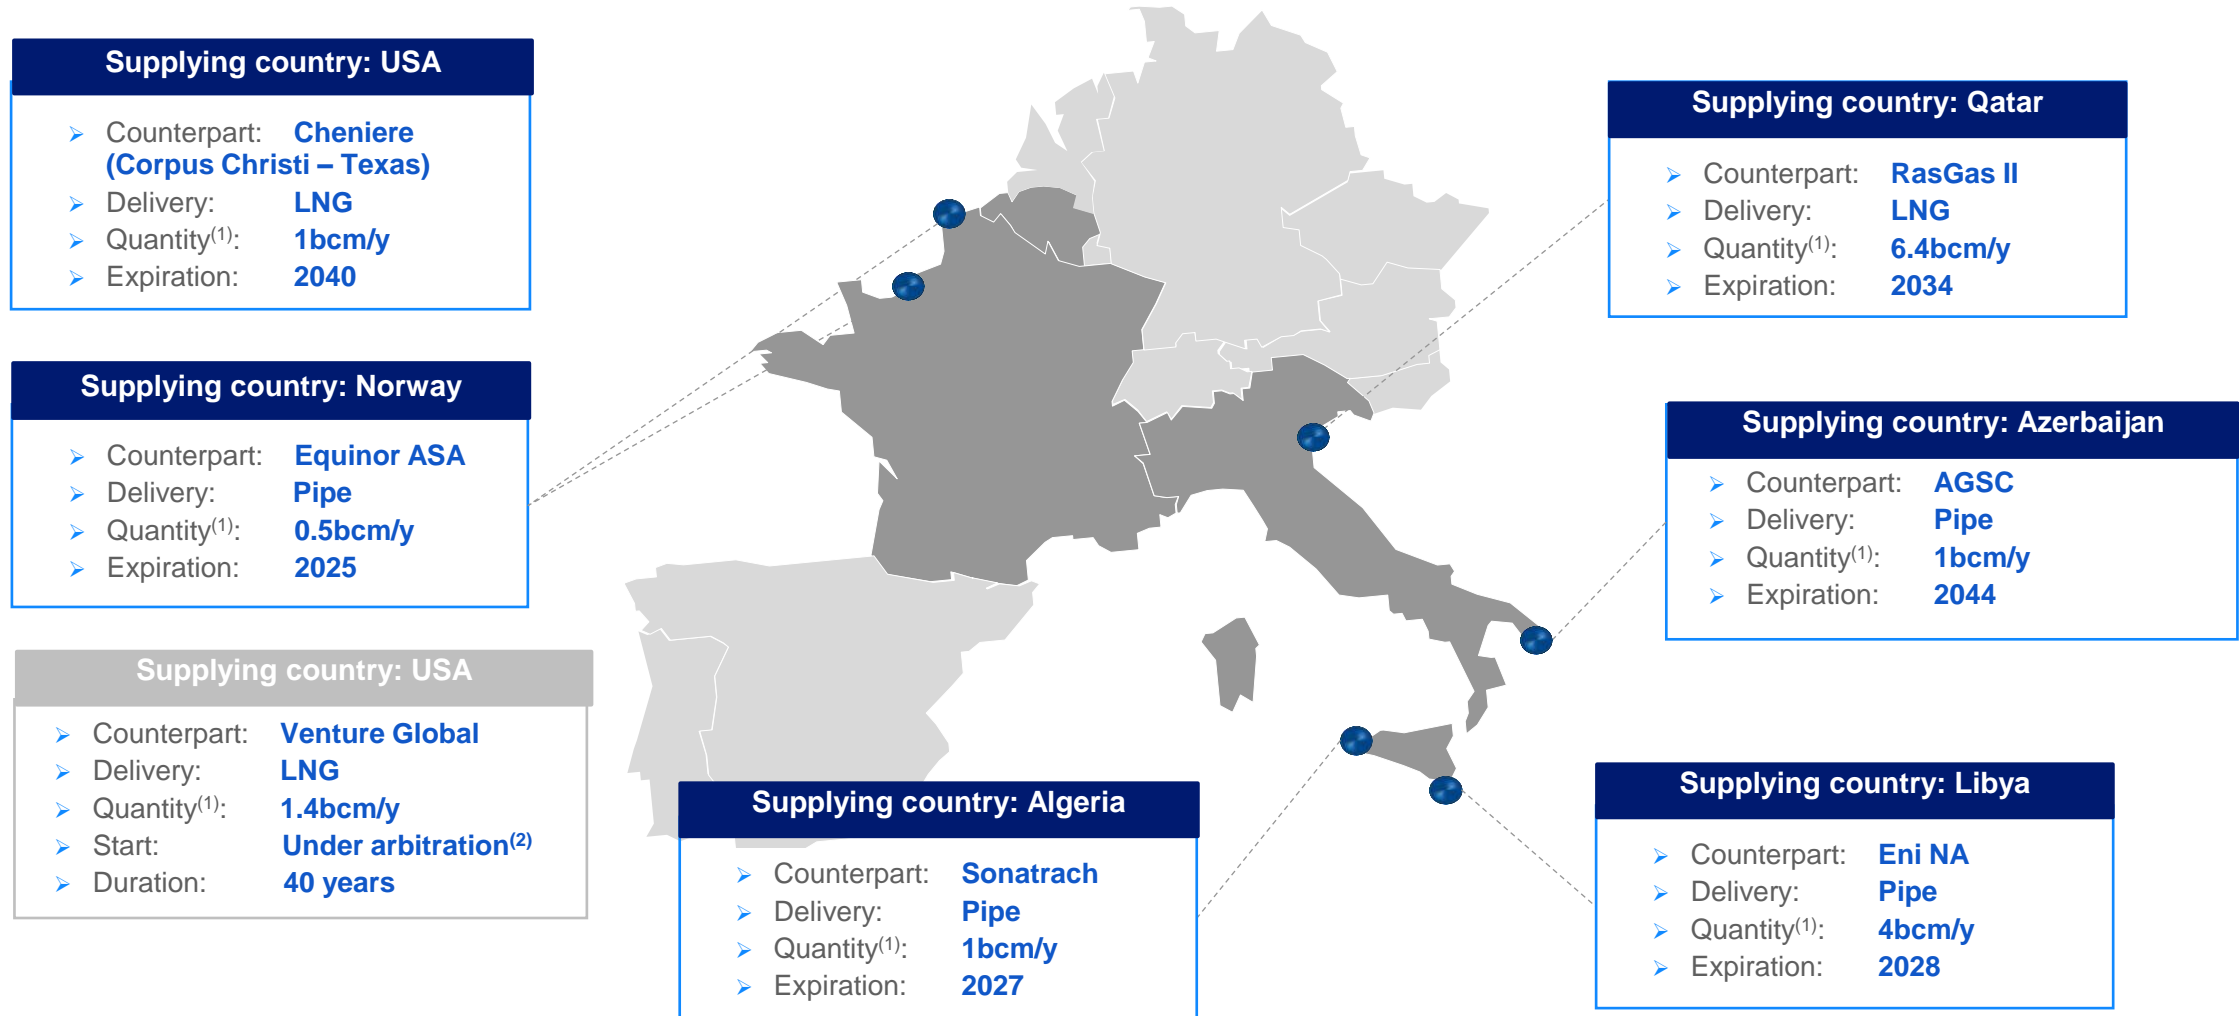 Supplying country: USA
➢ Counterpart: Cheniere
(Corpus Christi – Texas)
➢ Delivery: LNG
➢ Quantity(1): 1bcm/y
➢ Expiration: 2040
Supplying country: Norway
➢ Counterpart: Equinor ASA
➢ Delivery: Pipe
➢ Quantity(1): 0.5bcm/y
➢ Expiration: 2025
Supplying country: USA
➢ Counterpart: Venture Global
➢ Delivery: LNG
➢ Quantity(1): 1.4bcm/y
➢ Start: Under arbitration(2)
➢ Duration: 40 years
Supplying country: Algeria
➢ Counterpart: Sonatrach
➢ Delivery: Pipe
➢ Quantity(1): 1bcm/y
➢ Expiration: 2027
Supplying country: Qatar
➢ Counterpart: RasGas II
➢ Delivery: LNG
➢ Quantity(1): 6.4bcm/y
➢ Expiration: 2034
Supplying country: Azerbaijan
➢ Counterpart: AGSC
➢ Delivery: Pipe
➢ Quantity(1): 1bcm/y
➢ Expiration: 2044
Supplying country: Libya
➢ Counterpart: Eni NA
➢ Delivery: Pipe
➢ Quantity(1): 4bcm/y
➢ Expiration: 2028